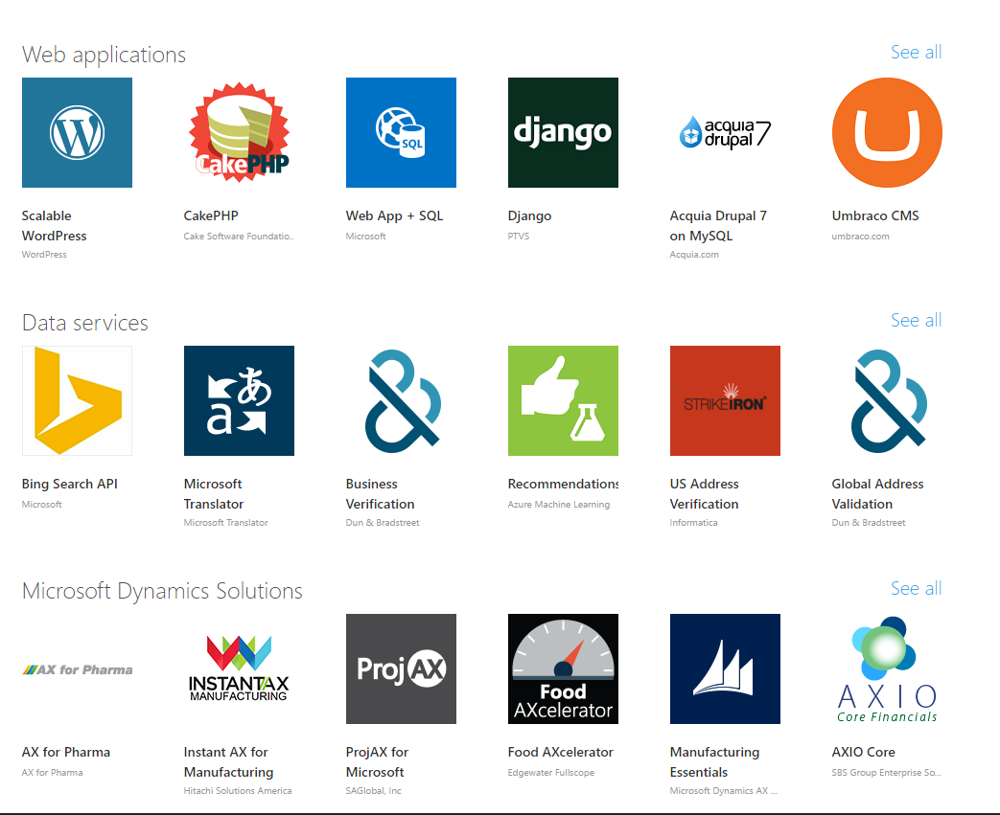 Web applications
See all
CakePHP
SQL
django
acquia
drupal 7
Scalable
WordPress
WordPress
CakePHP
Cake Software Foundatio..
Web App + SQL
Microsoft
Django
PTVS
Acquia Drupal 7
on MySQL
Acquia.com
Umbraco CMS
umbraco.com
Data services
See all
あ
a
STRIKEIRON®
Bing Search API
Microsoft
Microsoft
Translator
Microsoft Translator
Business
Verification
Dun & Bradstreet
Recommendations
Azure Machine Learning
US Address
Verification
Informatica
Global Address
Validation
Dun & Bradstreet
Microsoft Dynamics Solutions
See all
AX for Pharma
INSTANTAX
MANUFACTURING
ProjAX
Food
AXcelerator
AXIO
Core Financials
AX for Pharma
AX for Pharma
Instant AX for
Manufacturing
Hitachi Solutions America
ProjAX for
Microsoft
SAGlobal, Inc
Food AXcelerator
Edgewater Fullscope
Manufacturing
Essentials
Microsoft Dynamics AX ...
AXIO Core
SBS Group Enterprise So...